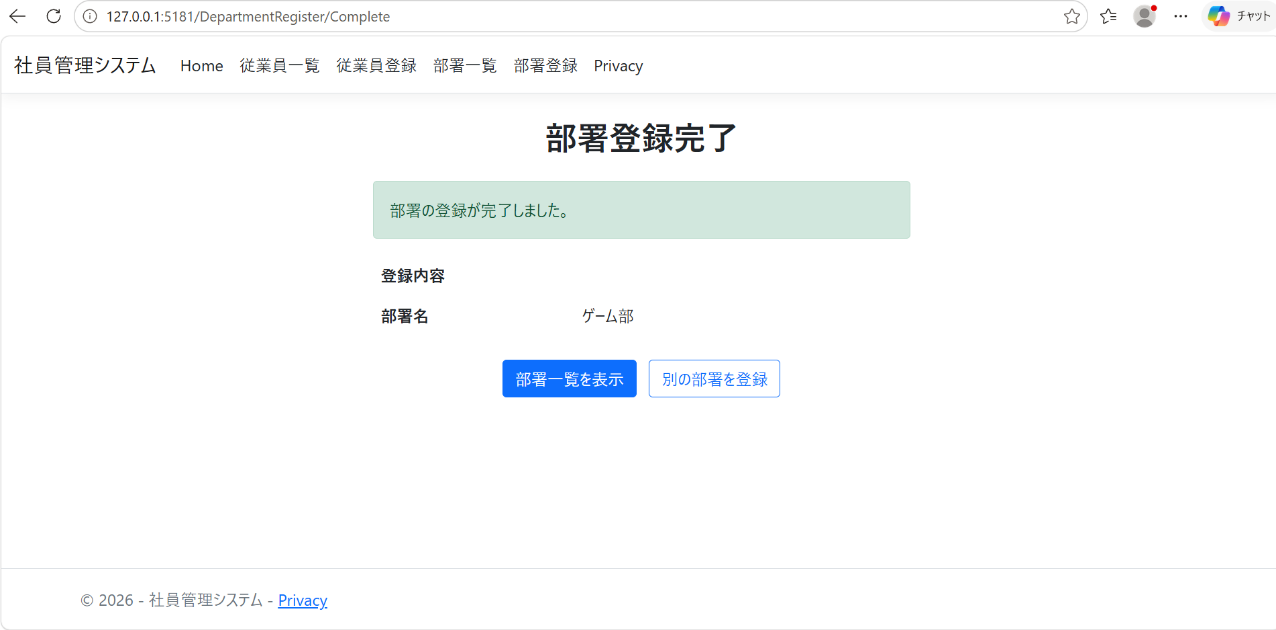 127.0.0.1:5181/DepartmentRegister/Complete
チャット
社員管理システム Home 従業員一覧 従業員登録 部署一覧 部署登録 Privacy
部署登録完了
部署の登録が完了しました。
登録内容
部署名 ゲーム部
部署一覧を表示 別の部署を登録
© 2026 - 社員管理システム - Privacy